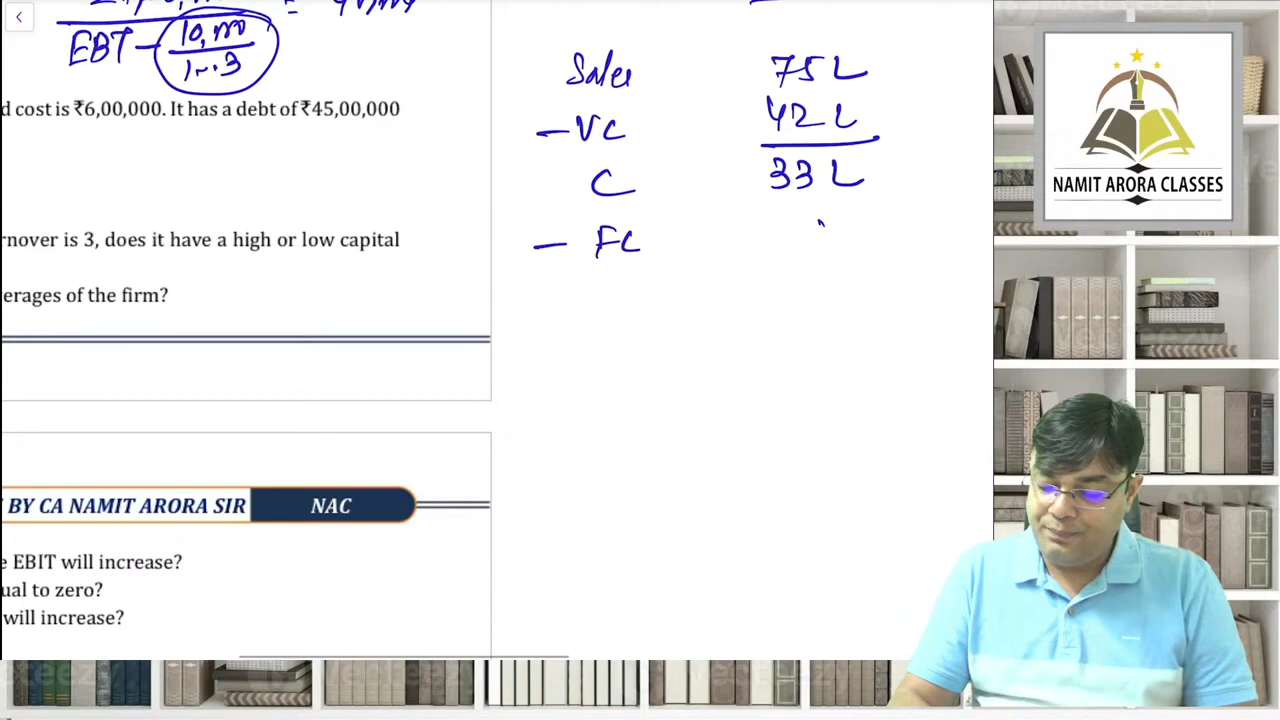 EBT - 10,000
1-.3
d cost is ₹6,00,000. It has a debt of ₹45,00,000
rnover is 3, does it have a high or low capital
erages of the firm?
BY CA NAMIT ARORA SIR NAC
e EBIT will increase?
ual to zero?
will increase?
Sales 75 L
- VC 42 L
C 33 L
- FC
NAMIT ARORA CLASSES